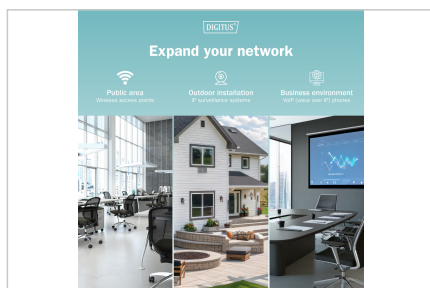 DIGITUS
Expand your network
Public area
Wireless access points
Outdoor installation
IP surveillance systems
Business environment
VoIP (voice over IP) phones